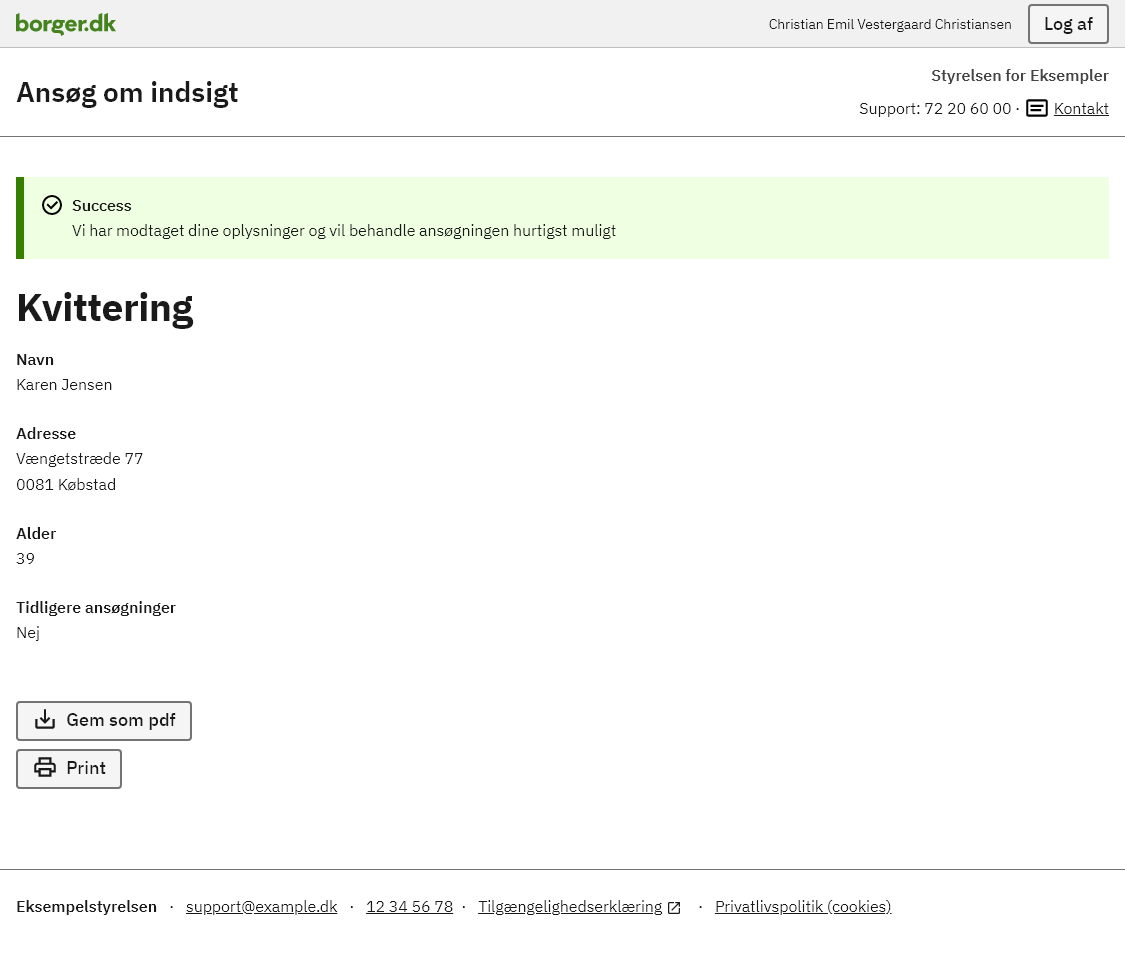 borger.dk
Christian Emil Vestergaard Christiansen
Log af
Ansøg om indsigt
Styrelsen for Eksempler
Support: 72 20 60 00 · Kontakt
Success
Vi har modtaget dine oplysninger og vil behandle ansøgningen hurtigst muligt
Kvittering
Navn
Karen Jensen
Adresse
Vængetstræde 77
0081 Købstad
Alder
39
Tidligere ansøgninger
Nej
Gem som pdf
Print
Eksempelstyrelsen · support@example.dk · 12 34 56 78 · Tilgængelighedserklæring · Privatlivspolitik (cookies)